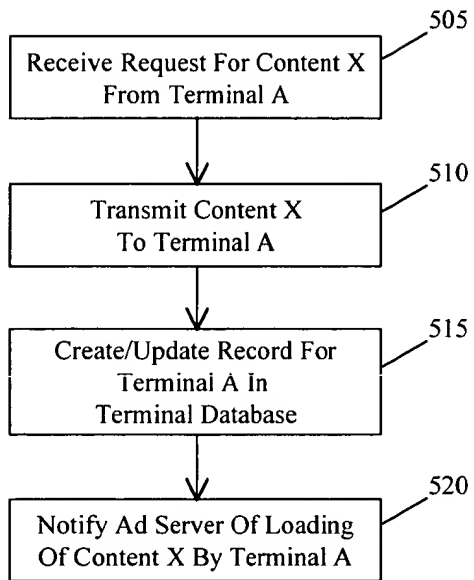 505
Receive Request For Content X
From Terminal A
510
Transmit Content X
To Terminal A
515
Create/Update Record For
Terminal A In
Terminal Database
520
Notify Ad Server Of Loading
Of Content X By Terminal A